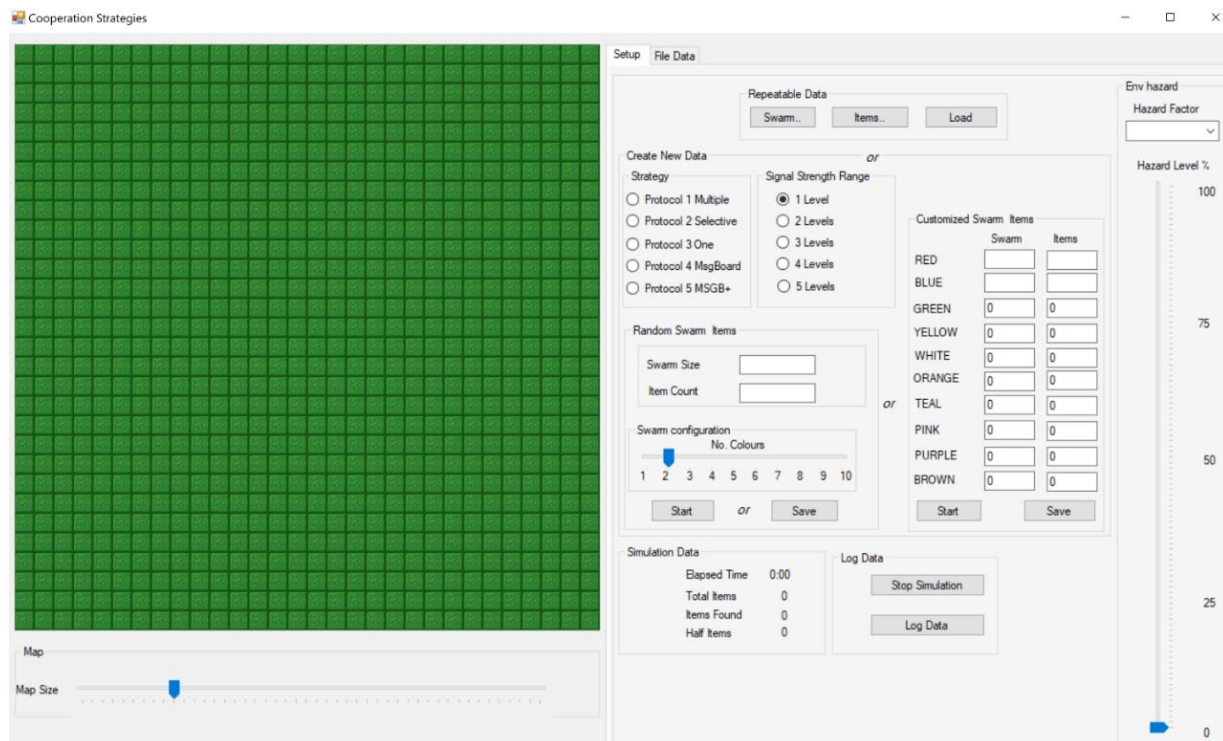 Cooperation Strategies
Setup
File Data
Repeatable Data
Swarm..
Items..
Load
Env hazard
Hazard Factor
Hazard Level %
100
75
50
25
0
Create New Data
or
Strategy
Protocol 1 Multiple
Protocol 2 Selective
Protocol 3 One
Protocol 4 MsgBoard
Protocol 5 MSGB+
Signal Strength Range
1 Level
2 Levels
3 Levels
4 Levels
5 Levels
Customized Swarm Items
Swarm Items
RED
BLUE
GREEN 0 0
YELLOW 0 0
WHITE 0 0
ORANGE 0 0
TEAL 0 0
PINK 0 0
PURPLE 0 0
BROWN 0 0
Start
Save
Random Swarm Items
Swarm Size
Item Count
or
Swarm configuration
No. Colours
1 2 3 4 5 6 7 8 9 10
Start or Save
Simulation Data
Elapsed Time 0:00
Total Items 0
Items Found 0
Half Items 0
Log Data
Stop Simulation
Log Data
Map
Map Size